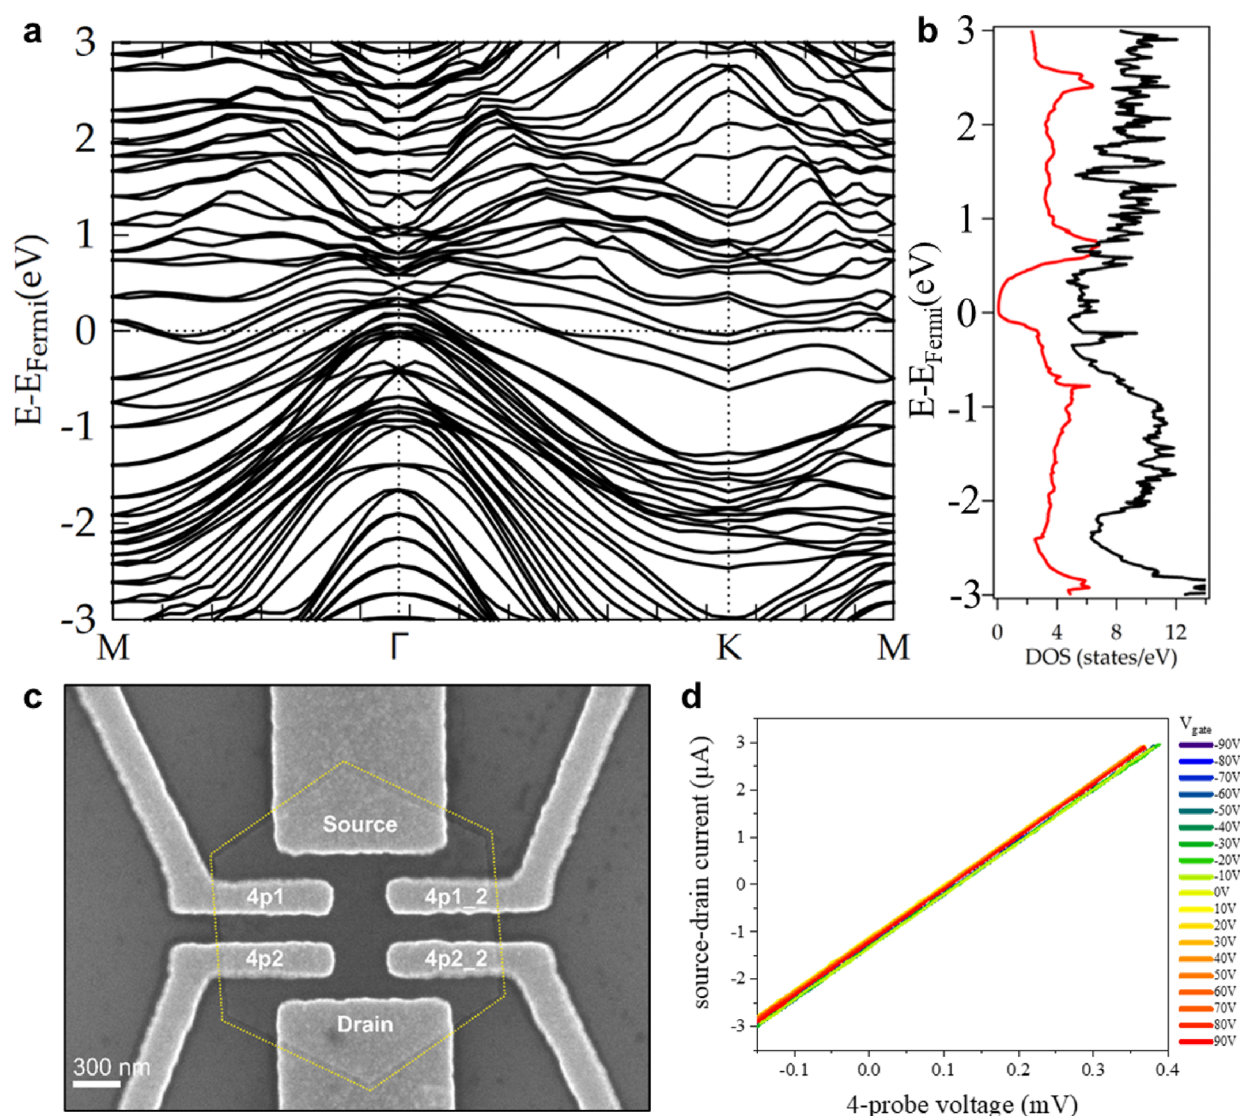 a
3
2
1
0
-1
-2
-3
E-EFermi(eV)
M
Γ
K
M
b
3
2
1
0
-1
-2
-3
E-EFermi(eV)
0
4
8
12
DOS (states/eV)
c
Source
4p1
4p1_2
4p2
4p2_2
Drain
300 nm
d
source-drain current (μA)
3
2
1
0
-1
-2
-3
-0.1
0.0
0.1
0.2
0.3
0.4
4-probe voltage (mV)
Vgate
-90V
-80V
-70V
-60V
-50V
-40V
-30V
-20V
-10V
0V
10V
20V
30V
40V
50V
60V
70V
80V
90V